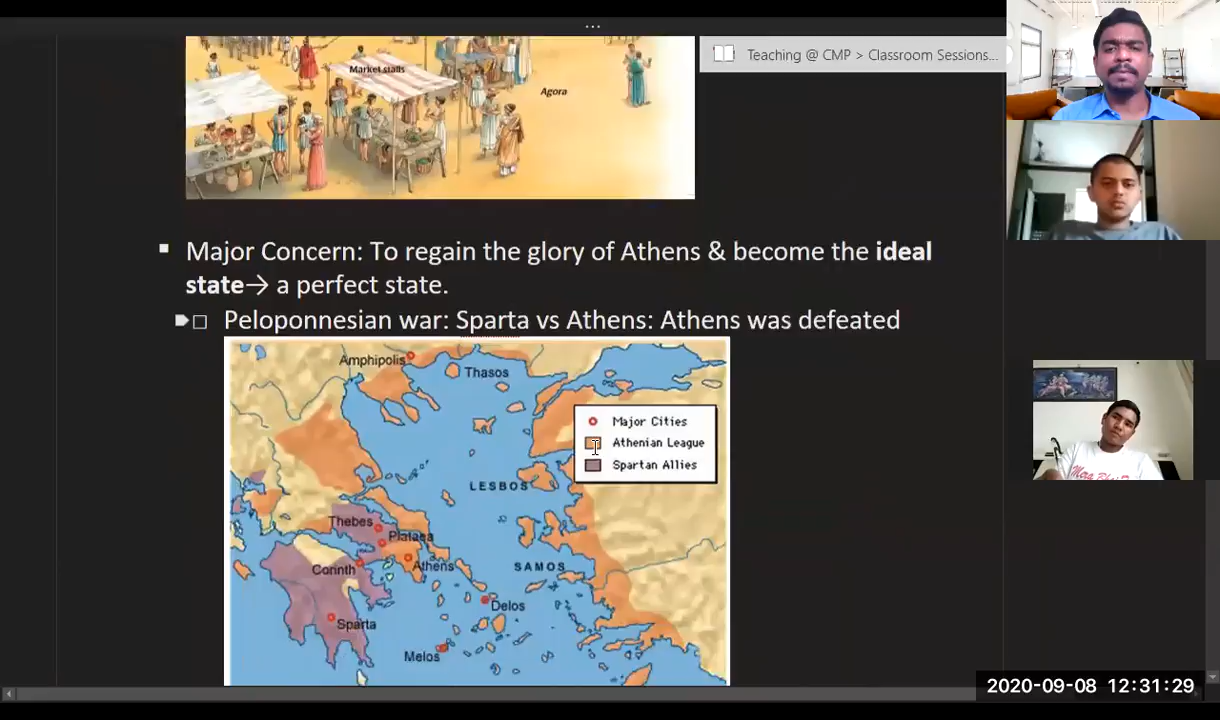 ...
Teaching @ CMP > Classroom Sessions...
Market stalls
Agora
Major Concern: To regain the glory of Athens & become the ideal
state→ a perfect state.
Peloponnesian war: Sparta vs Athens: Athens was defeated
Amphipolis
Thasos
Major Cities
Athenian League
Spartan Allies
LESBOS
Thebes
Plataea
Corinth
Athens
SAMOS
Delos
Sparta
Melos
2020-09-08 12:31:29